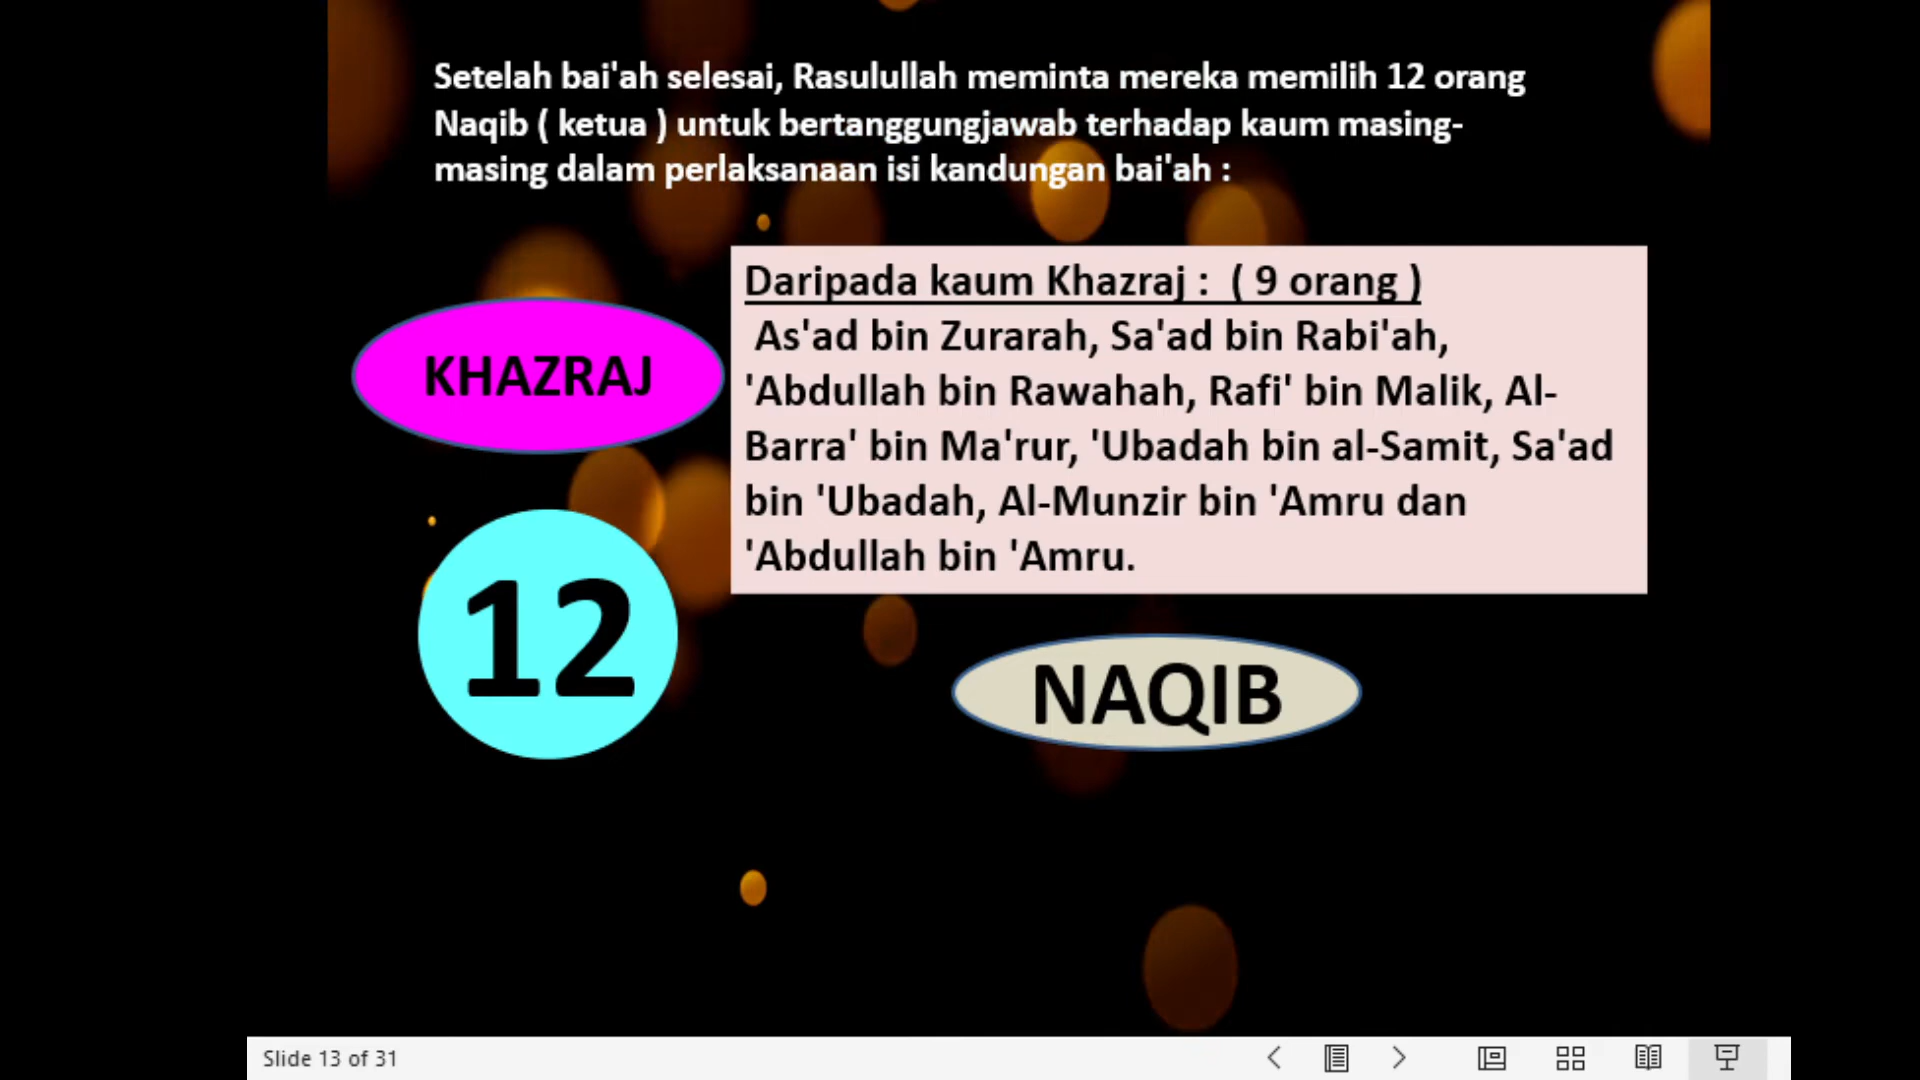 Setelah bai'ah selesai, Rasulullah meminta mereka memilih 12 orang
Naqib ( ketua ) untuk bertanggungjawab terhadap kaum masing-
masing dalam perlaksanaan isi kandungan bai'ah :
KHAZRAJ
Daripada kaum Khazraj :  ( 9 orang )
As'ad bin Zurarah, Sa'ad bin Rabi'ah,
'Abdullah bin Rawahah, Rafi' bin Malik, Al-
Barra' bin Ma'rur, 'Ubadah bin al-Samit, Sa'ad
bin 'Ubadah, Al-Munzir bin 'Amru dan
'Abdullah bin 'Amru.
12
NAQIB
Slide 13 of 31